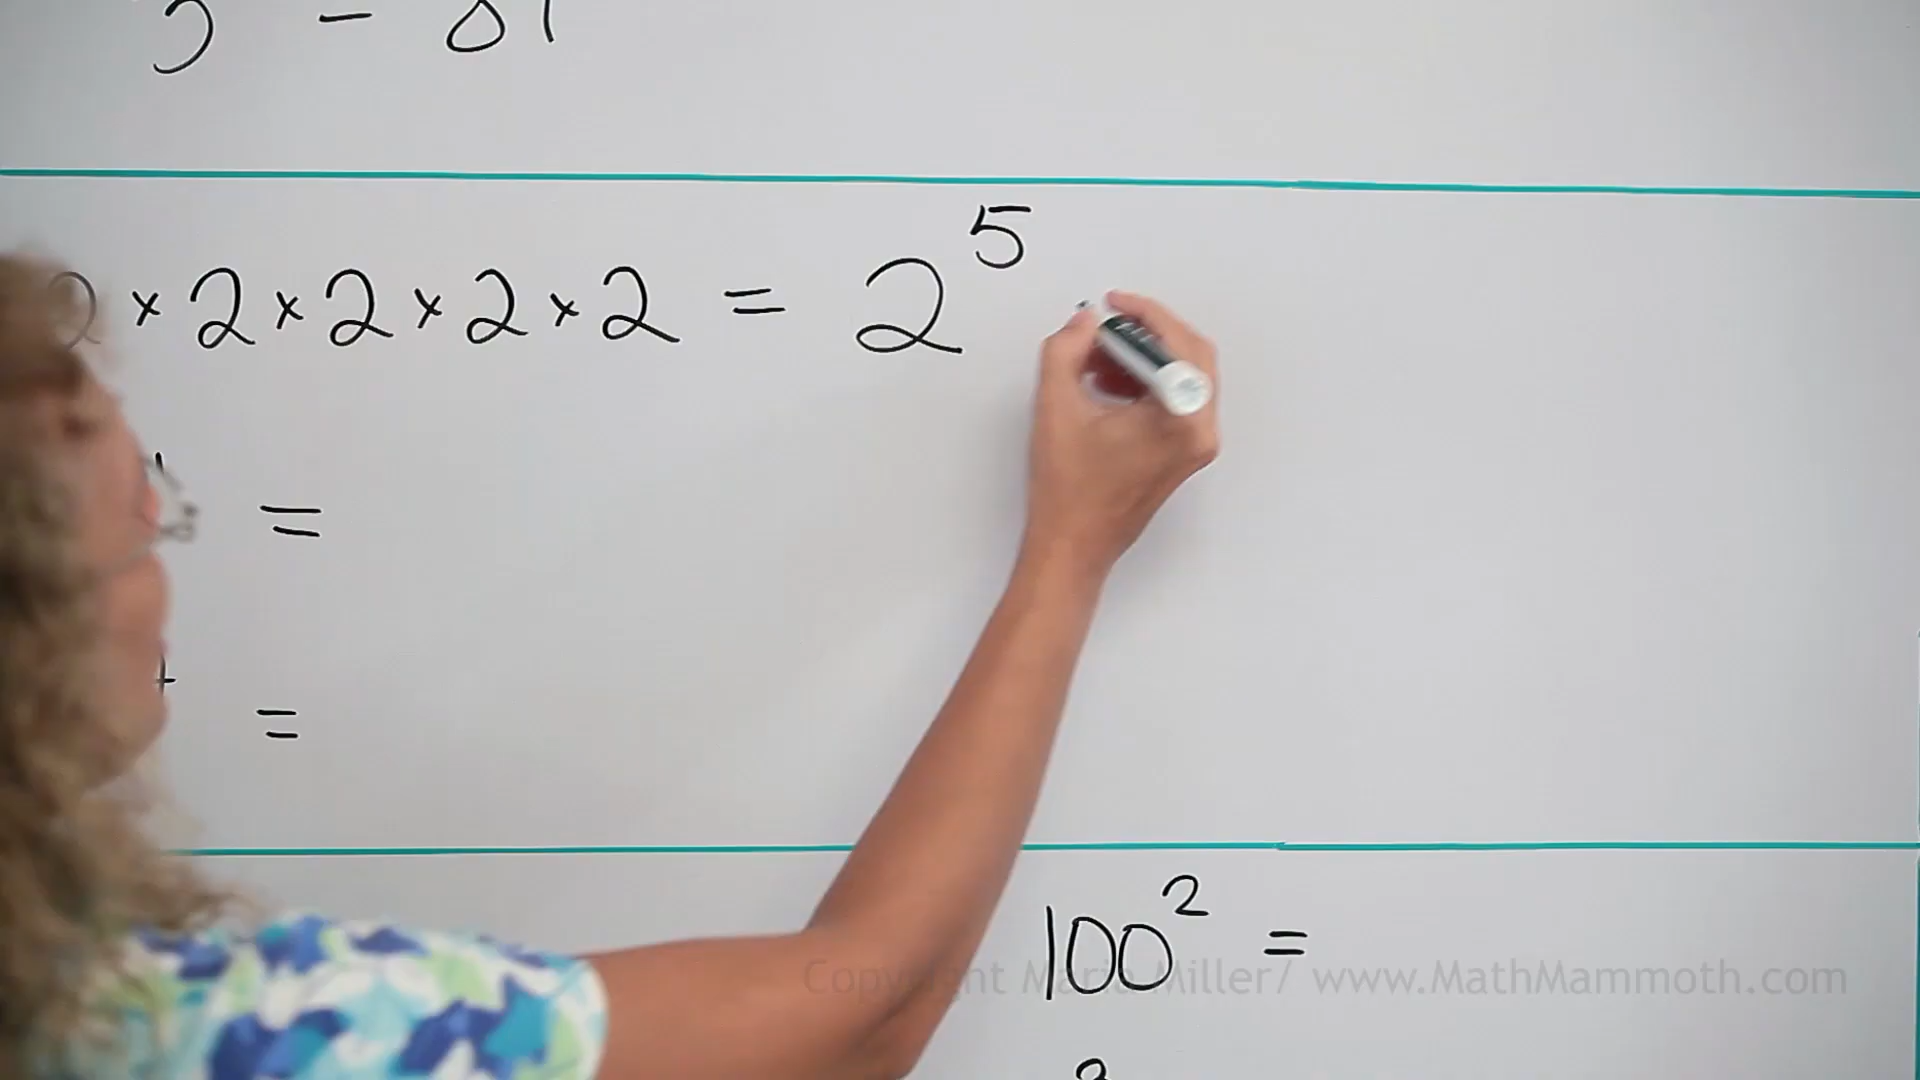 2 × 2 × 2 × 2 × 2 = 2⁵
=
=
100² =
Copyright Maria Miller/ www.MathMammoth.com